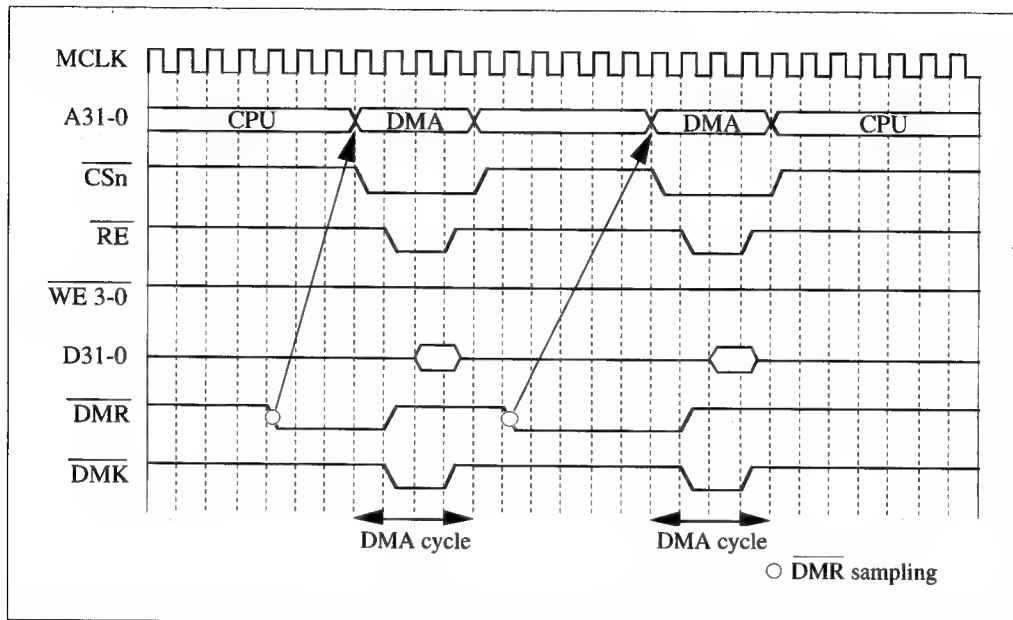 MCLK
A31-0 CPU DMA DMA CPU
CSn
RE
WE 3-0
D31-0
DMR
DMK
DMA cycle DMA cycle
DMR sampling